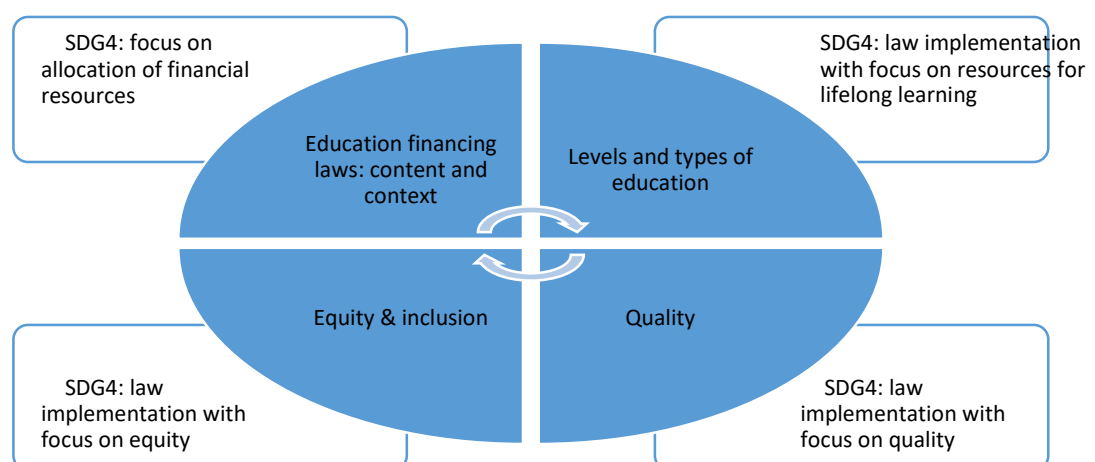 SDG4: focus on
allocation of financial
resources
SDG4: law implementation
with focus on resources for
lifelong learning
Education financing
laws: content and
context
Levels and types of
education
Equity & inclusion
Quality
SDG4: law
implementation with
focus on equity
SDG4: law
implementation with
focus on quality